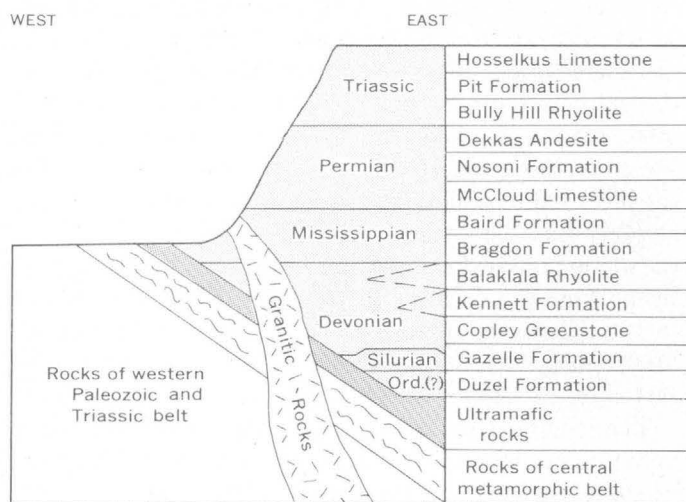 WEST
EAST
Triassic
Hosselkus Limestone
Pit Formation
Bully Hill Rhyolite
Permian
Dekkas Andesite
Nosoni Formation
McCloud Limestone
Mississippian
Baird Formation
Bragdon Formation
Devonian
Balaklala Rhyolite
Kennett Formation
Copley Greenstone
Silurian
Gazelle Formation
Ord.(?)
Duzel Formation
Ultramafic
rocks
Rocks of central
metamorphic belt
Granitic
Rocks
Rocks of western
Paleozoic and
Triassic belt